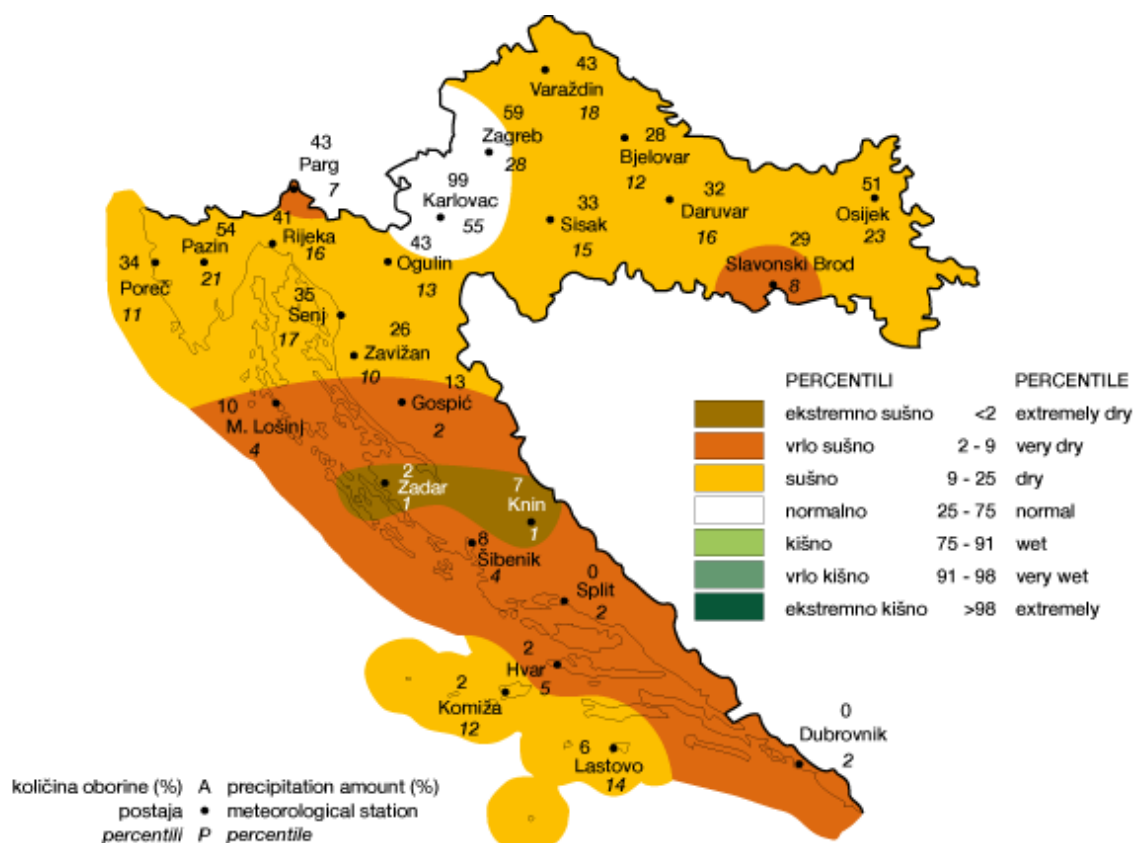 43
Varaždin
18
59
Zagreb
28
28
Bjelovar
12
43
Parg
7
99
Karlovac
55
32
Daruvar
16
51
Osijek
23
33
Sisak
15
54
Pazin
21
41
Rijeka
16
43
Ogulin
13
29
Slavonski Brod
8
34
Poreč
11
35
Senj
17
26
Zavižan
10
13
Gospić
2
10
M. Lošinj
4
2
Zadar
1
7
Knin
1
8
Šibenik
4
0
Split
2
2
Hvar
5
2
Komiža
12
6
Lastovo
14
0
Dubrovnik
2
PERCENTILI PERCENTILE
ekstremno sušno <2 extremely dry
vrlo sušno 2 - 9 very dry
sušno 9 - 25 dry
normalno 25 - 75 normal
kišno 75 - 91 wet
vrlo kišno 91 - 98 very wet
ekstremno kišno >98 extremely
količina oborine (%) A precipitation amount (%)
postaja • meteorological station
percentili P percentile